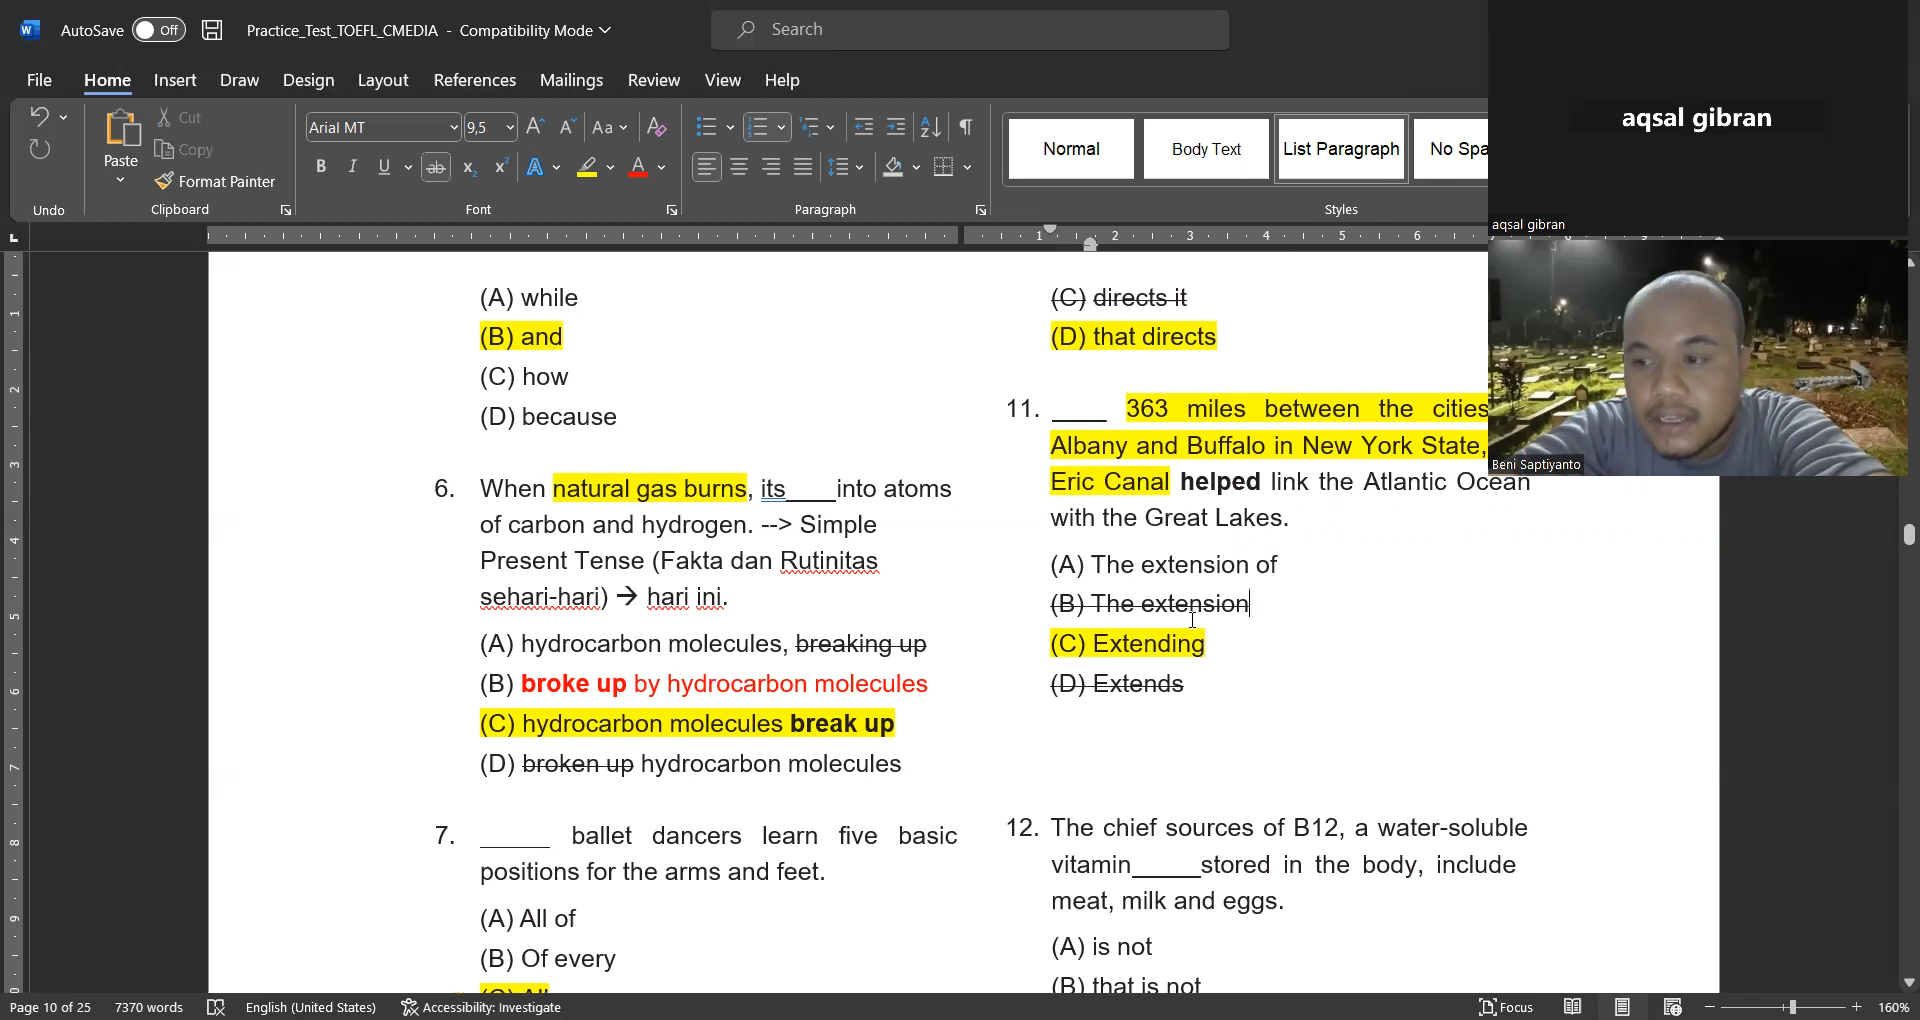 AutoSave Off Practice_Test_TOEFL_CMEDIA - Compatibility Mode Search
File Home Insert Draw Design Layout References Mailings Review View Help
Paste Cut Copy Format Painter
Arial MT 9,5
Normal Body Text List Paragraph No Spa
Undo Clipboard Font Paragraph Styles
aqsal gibran
aqsal gibran
Beni Saptiyanto
(A) while
(B) and
(C) how
(D) because
6. When natural gas burns, its____into atoms
of carbon and hydrogen. --> Simple
Present Tense (Fakta dan Rutinitas
sehari-hari) → hari ini.
(A) hydrocarbon molecules, breaking up
(B) broke up by hydrocarbon molecules
(C) hydrocarbon molecules break up
(D) broken up hydrocarbon molecules
7. _____ ballet dancers learn five basic
positions for the arms and feet.
(A) All of
(B) Of every
(C) All
(C) directs it
(D) that directs
11. ____ 363 miles between the cities
Albany and Buffalo in New York State,
Eric Canal helped link the Atlantic Ocean
with the Great Lakes.
(A) The extension of
(B) The extension
(C) Extending
(D) Extends
12. The chief sources of B12, a water-soluble
vitamin_____stored in the body, include
meat, milk and eggs.
(A) is not
(B) that is not
Page 10 of 25 7370 words English (United States) Accessibility: Investigate Focus 160%